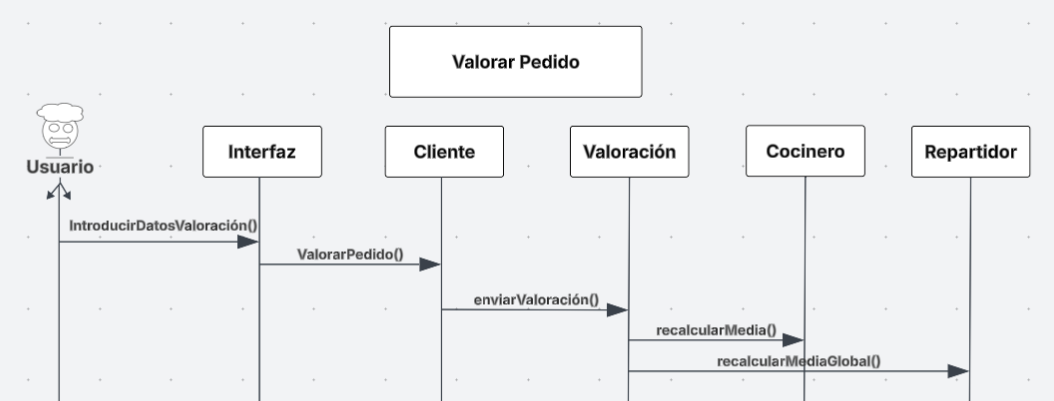 Valorar Pedido
Usuario
Interfaz
Cliente
Valoración
Cocinero
Repartidor
IntroducirDatosValoración()
ValorarPedido()
enviarValoración()
recalcularMedia()
recalcularMediaGlobal()